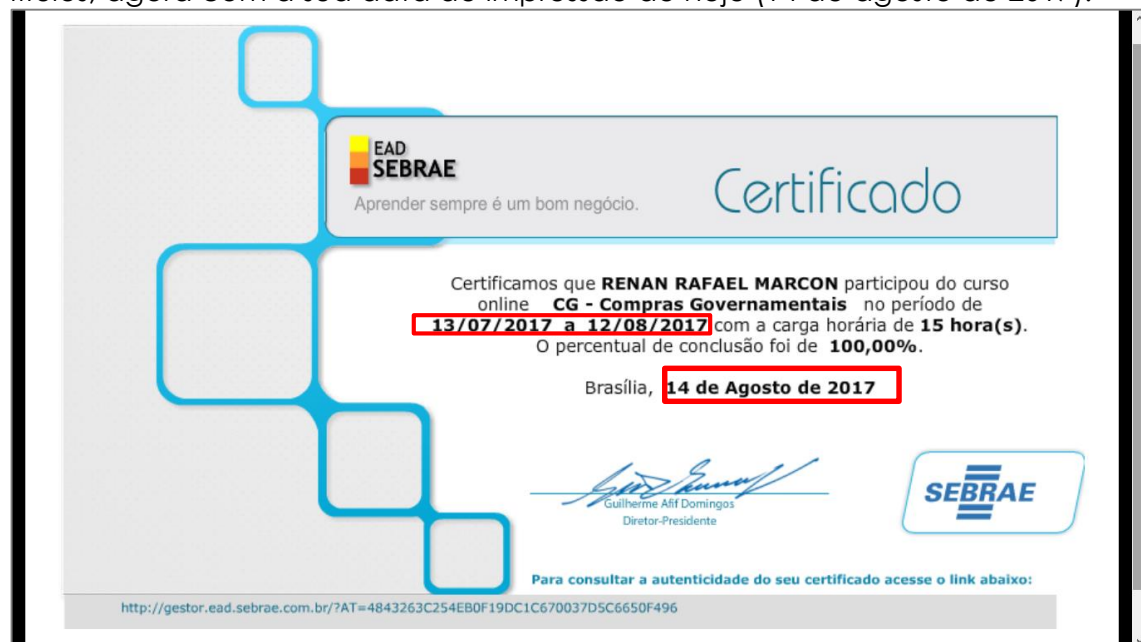 EAD
SEBRAE
Aprender sempre é um bom negócio.
Certificado
Certificamos que RENAN RAFAEL MARCON participou do curso
online CG - Compras Governamentais no período de
13/07/2017 a 12/08/2017 com a carga horária de 15 hora(s).
O percentual de conclusão foi de 100,00%.
Brasília, 14 de Agosto de 2017
Guilherme Afif Domingos
Diretor-Presidente
SEBRAE
Para consultar a autenticidade do seu certificado acesse o link abaixo:
http://gestor.ead.sebrae.com.br/?AT=4843263C254EB0F19DC1C670037D5C6650F496